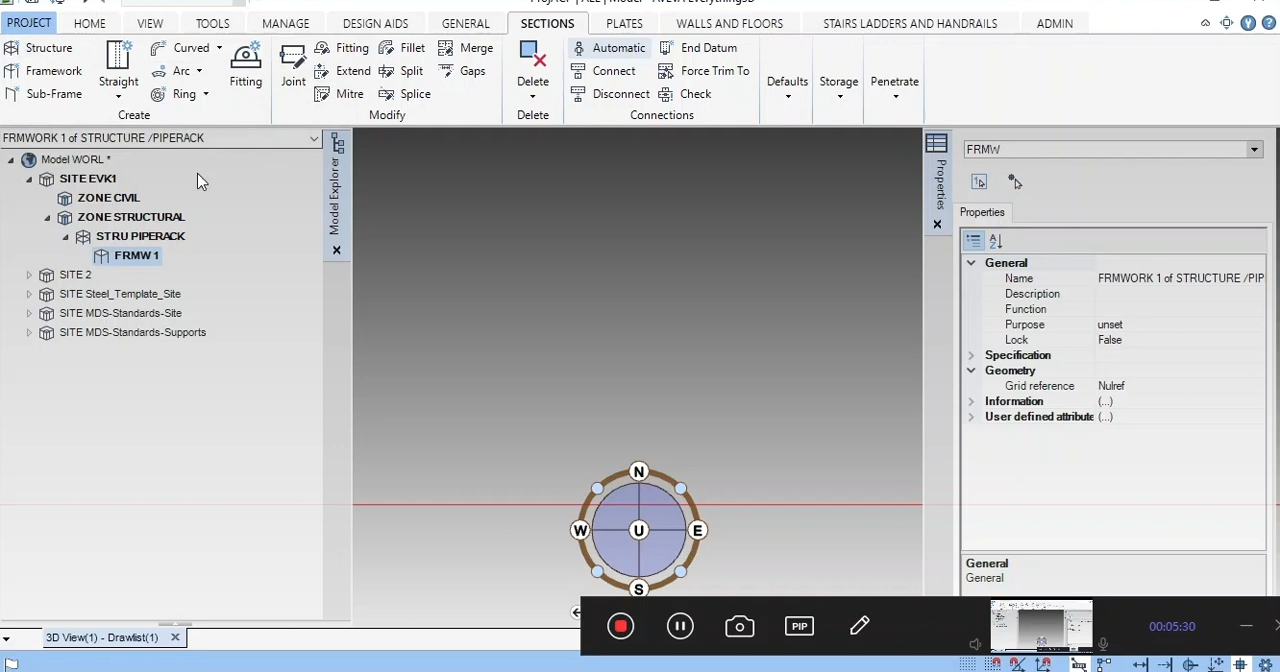 PROJECT HOME VIEW TOOLS MANAGE DESIGN AIDS GENERAL SECTIONS PLATES WALLS AND FLOORS STAIRS LADDERS AND HANDRAILS ADMIN
Structure Curved Fitting Fillet Merge Automatic End Datum
Framework Straight Arc Fitting Joint Extend Split Gaps Delete Connect Force Trim To Defaults Storage Penetrate
Sub-Frame Ring Mitre Splice Disconnect Check
Create Modify Delete Connections
FRMWORK 1 of STRUCTURE /PIPERACK
Model WORL *
SITE EVK1
ZONE CIVIL
ZONE STRUCTURAL
STRU PIPERACK
FRMW 1
SITE 2
SITE Steel_Template_Site
SITE MDS-Standards-Site
SITE MDS-Standards-Supports
Model Explorer
N
W U E
S
Properties
FRMW
Properties
General
Name FRMWORK 1 of STRUCTURE /PIP
Description
Function
Purpose unset
Lock False
Specification
Geometry
Grid reference Nulref
Information (...)
User defined attribute (...)
General
General
PIP 00:05:30
3D View(1) - Drawlist(1)